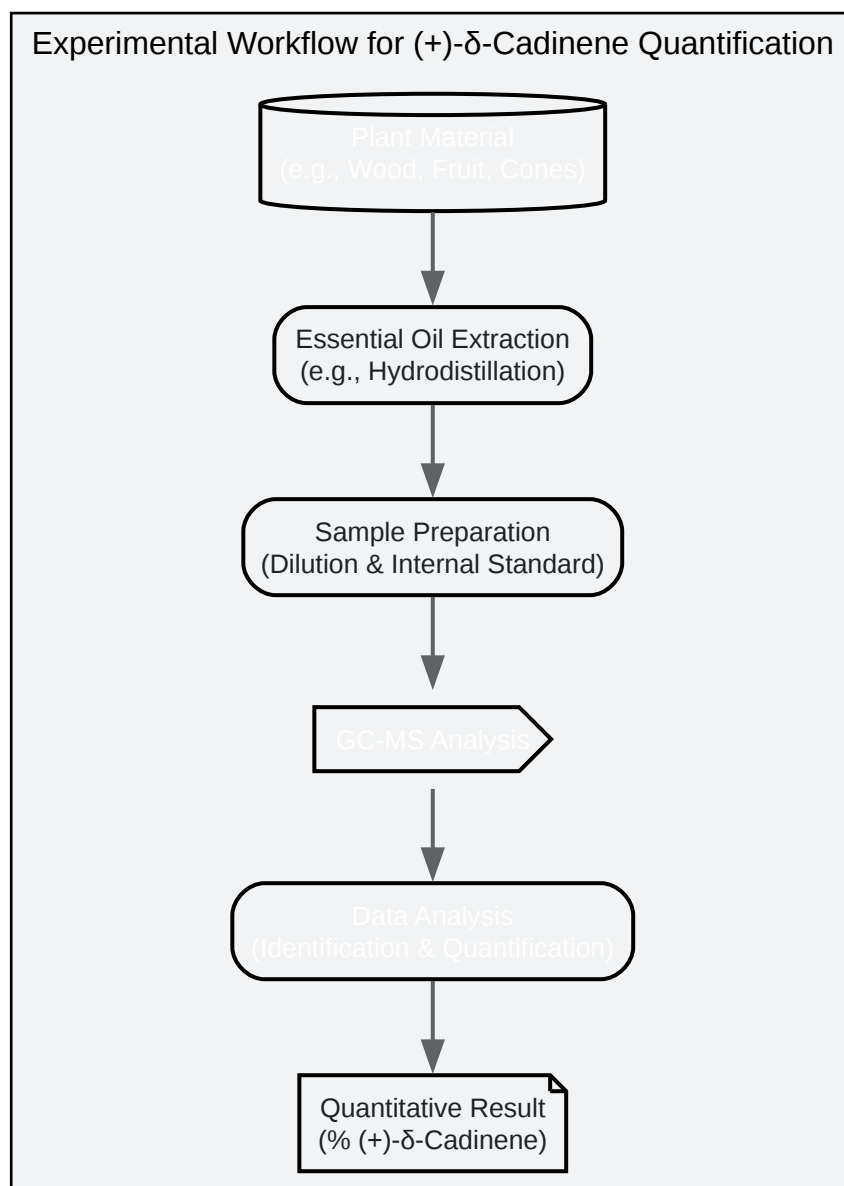 Experimental Workflow for (+)-δ-Cadinene Quantification
Plant Material
(e.g., Wood, Fruit, Cones)
Essential Oil Extraction
(e.g., Hydrodistillation)
Sample Preparation
(Dilution & Internal Standard)
GC-MS Analysis
Data Analysis
(Identification & Quantification)
Quantitative Result
(% (+)-δ-Cadinene)